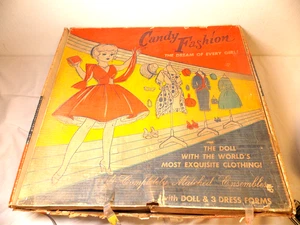 Candy Fashion
THE DREAM OF EVERY GIRL!
THE DOLL
WITH THE WORLD'S
MOST EXQUISITE CLOTHING!
Completely Matched Ensembles
with DOLL & 3 DRESS FORMS